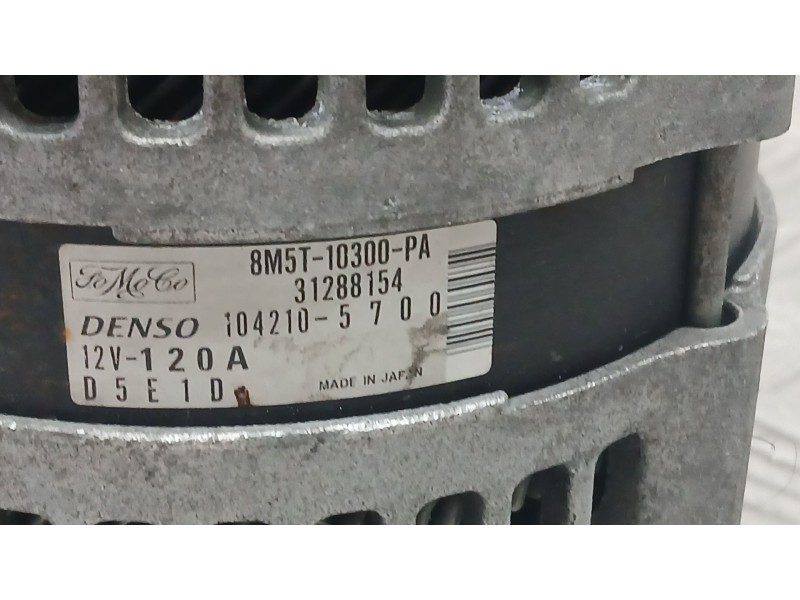 8M5T-10300-PA
FoMoCo
31288154
DENSO 104210-5700
12V-120A
D5E1D
MADE IN JAPAN